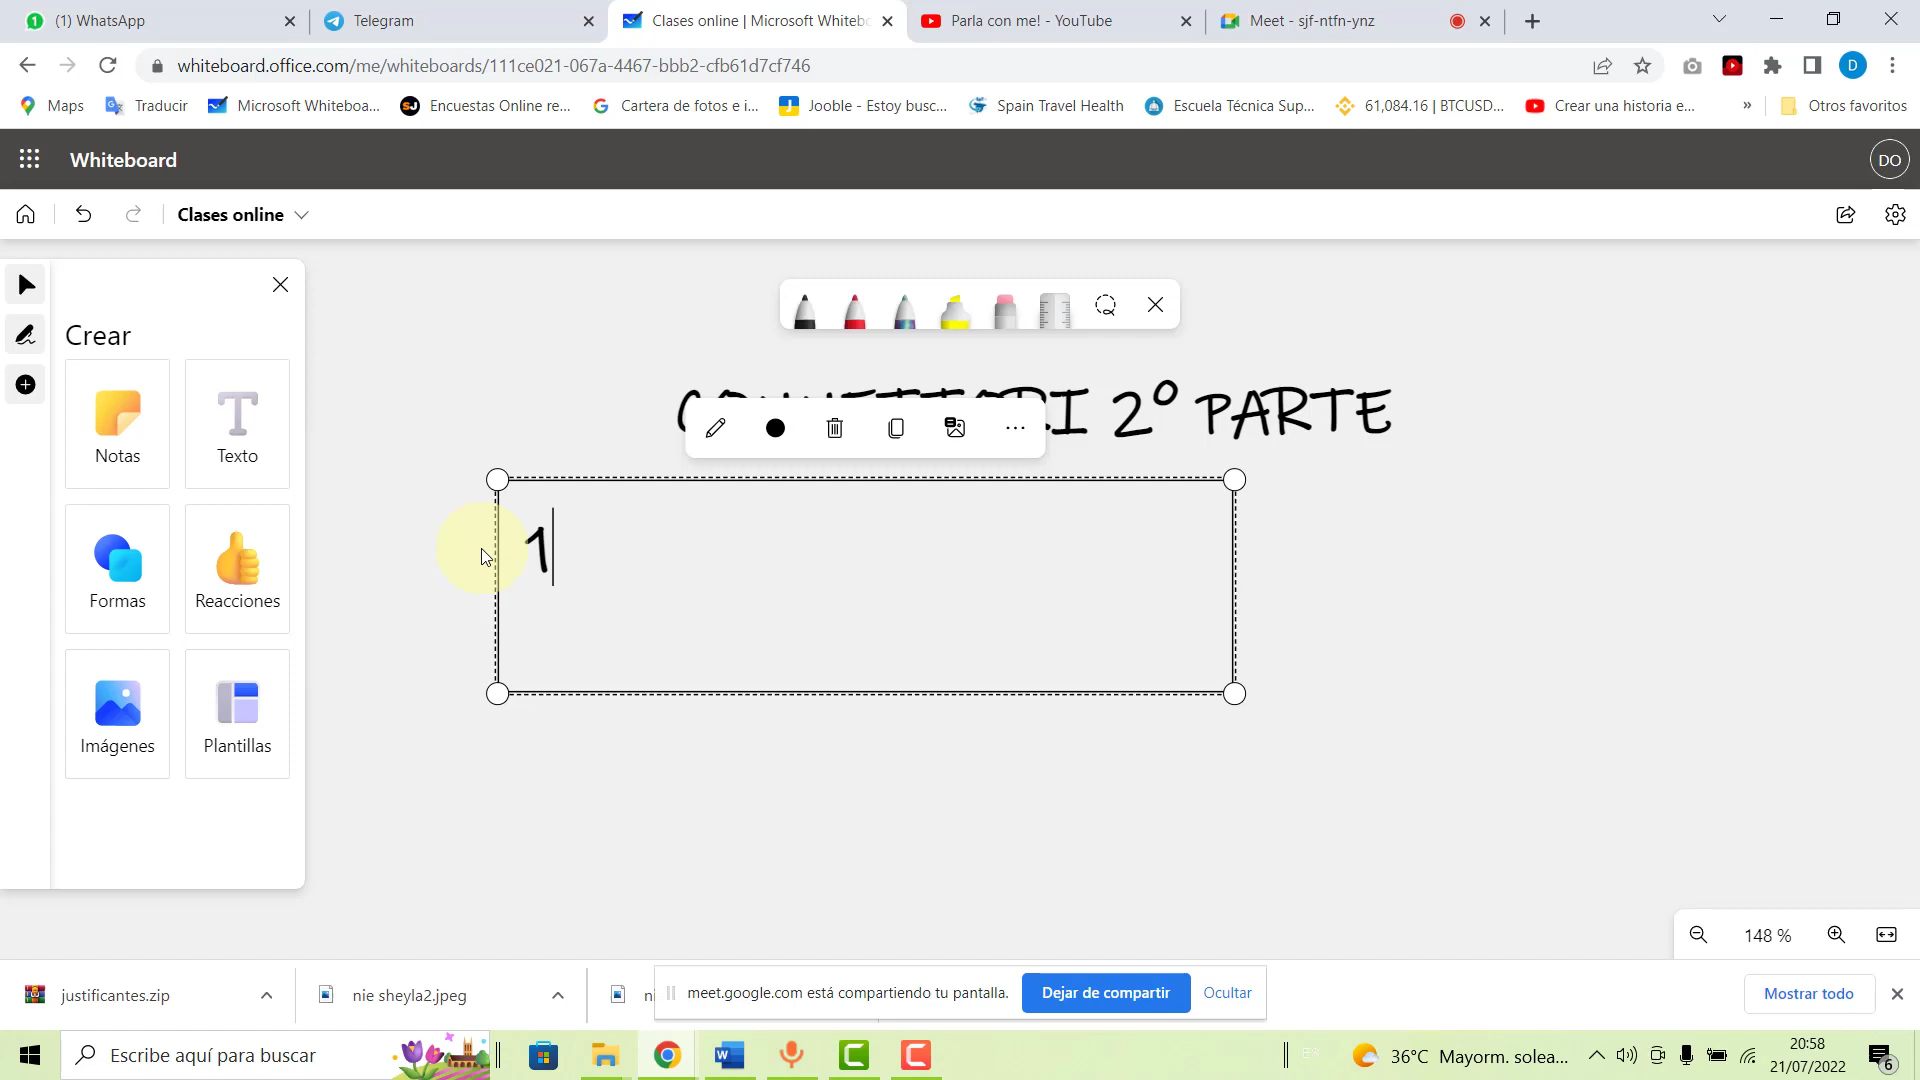 (1) WhatsApp
Telegram
Clases online | Microsoft Whiteb
Parla con me! - YouTube
Meet - sjf-ntfn-ynz
whiteboard.office.com/me/whiteboards/111ce021-067a-4467-bbb2-cfb61d7cf746
D
Maps
Traducir
Microsoft Whiteboa...
Encuestas Online re...
Cartera de fotos e i...
Jooble - Estoy busc...
Spain Travel Health
Escuela Técnica Sup...
61,084.16 | BTCUSD...
Crear una historia e...
»
Otros favoritos
Whiteboard
DO
Clases online
Crear
Notas
Texto
Formas
Reacciones
Imágenes
Plantillas
2º PARTE
1
148 %
justificantes.zip
nie sheyla2.jpeg
meet.google.com está compartiendo tu pantalla.
Dejar de compartir
Ocultar
Mostrar todo
Escribe aquí para buscar
36°C Mayorm. solea...
20:58
21/07/2022
6